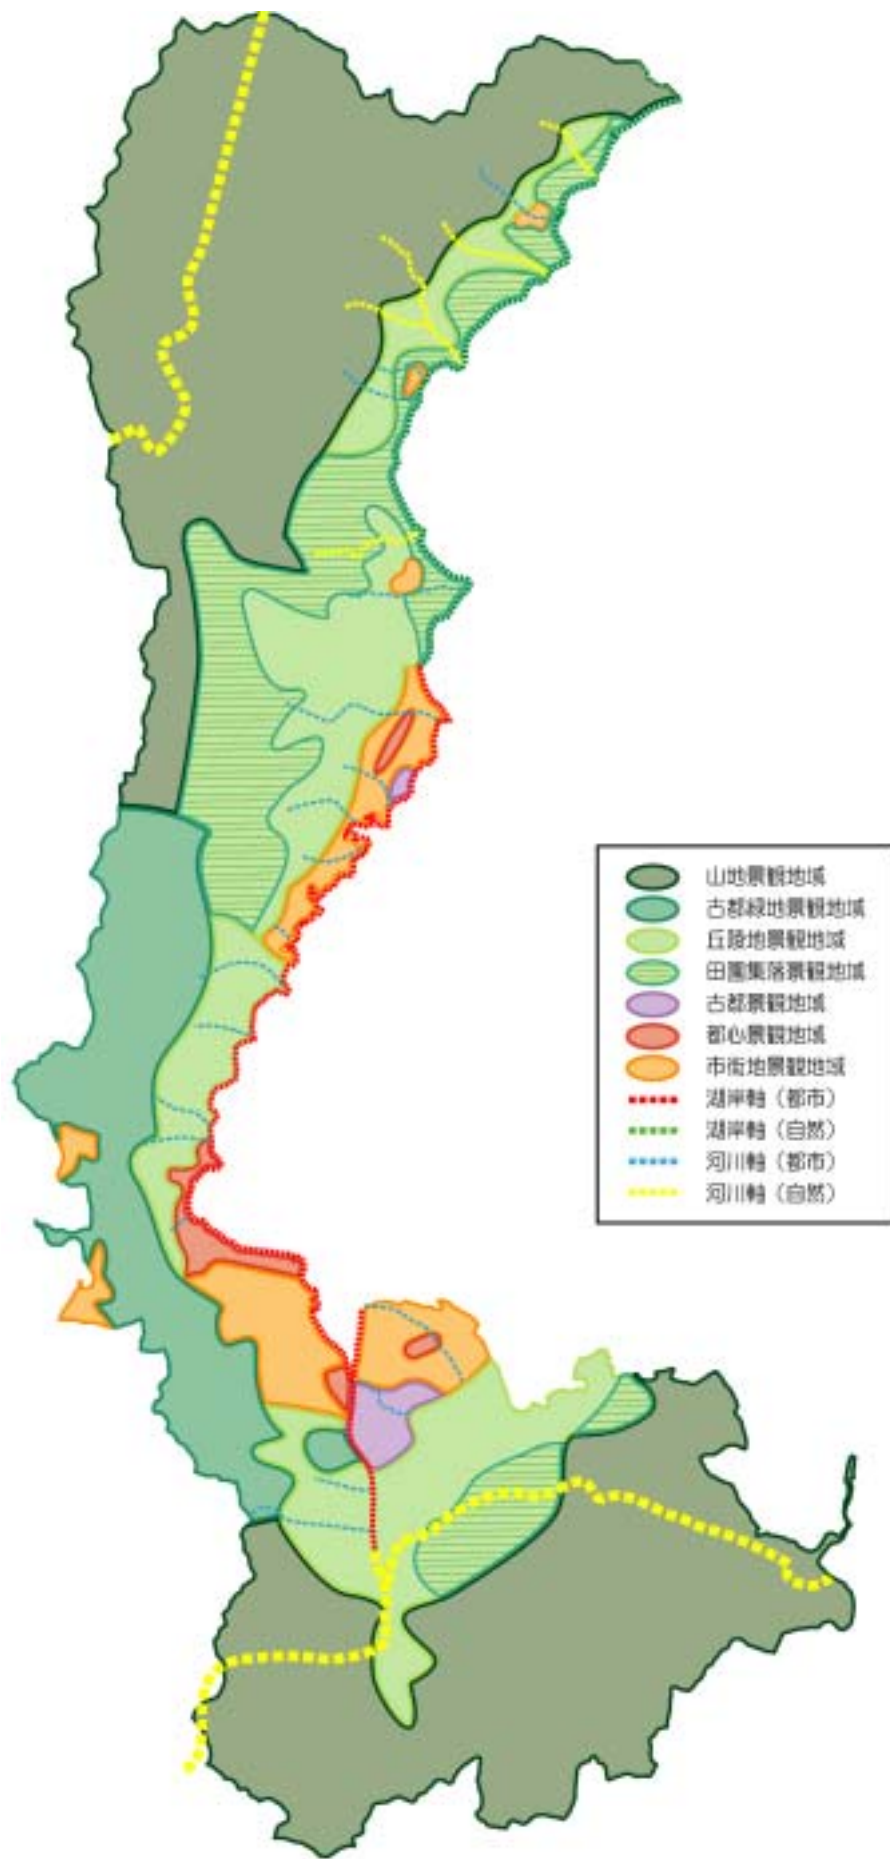 山地景観地域
古都緑地景観地域
丘陵地景観地域
田園集落景観地域
古都景観地域
都心景観地域
市街地景観地域
湖岸軸（都市）
湖岸軸（自然）
河川軸（都市）
河川軸（自然）